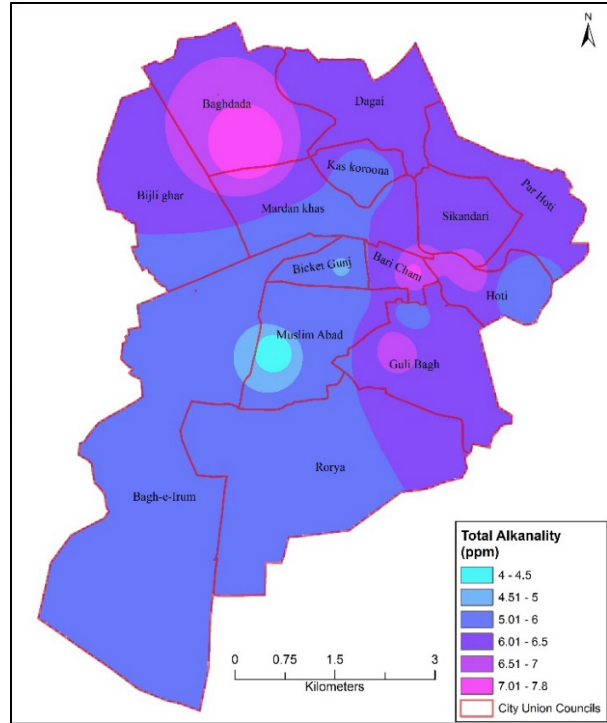 N
Baghdada
Dagai
Kas koroona
Par Hoti
Bijli ghar
Mardan khas
Sikandari
Bicket Gunj
Bari Cham
Hoti
Muslim Abad
Guli Bagh
Rorya
Bagh-e-Irum
Total Alkanality
(ppm)
4 - 4.5
4.51 - 5
5.01 - 6
6.01 - 6.5
6.51 - 7
7.01 - 7.8
City Union Councils
0 0.75 1.5 3
Kilometers